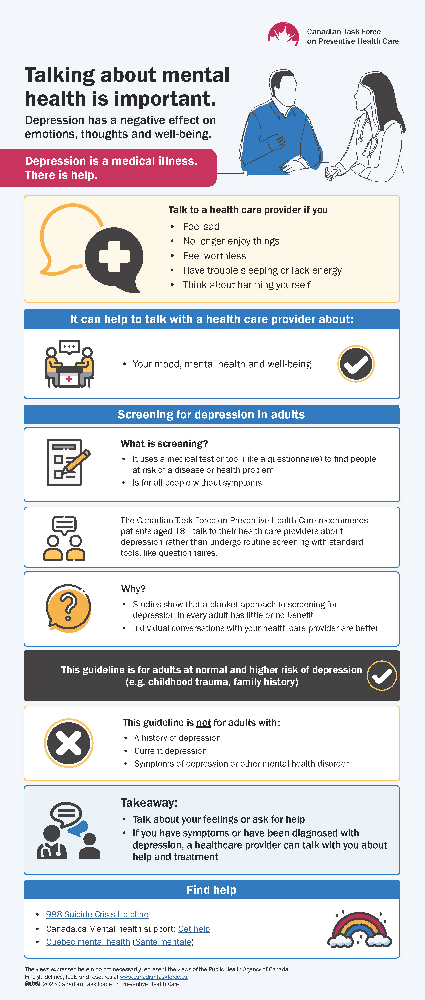 Canadian Task Force
on Preventive Health Care
Talking about mental
health is important.
Depression has a negative effect on
emotions, thoughts and well-being.
Depression is a medical illness.
There is help.
Talk to a health care provider if you
• Feel sad
• No longer enjoy things
• Feel worthless
• Have trouble sleeping or lack energy
• Think about harming yourself
It can help to talk with a health care provider about:
• Your mood, mental health and well-being
Screening for depression in adults
What is screening?
• It uses a medical test or tool (like a questionnaire) to find people
at risk of a disease or health problem
• Is for all people without symptoms
The Canadian Task Force on Preventive Health Care recommends
patients aged 18+ talk to their health care providers about
depression rather than undergo routine screening with standard
tools, like questionnaires.
Why?
• Studies show that a blanket approach to screening for
depression in every adult has little or no benefit
• Individual conversations with your health care provider are better
This guideline is for adults at normal and higher risk of depression
(e.g. childhood trauma, family history)
This guideline is not for adults with:
• A history of depression
• Current depression
• Symptoms of depression or other mental health disorder
Takeaway:
• Talk about your feelings or ask for help
• If you have symptoms or have been diagnosed with
depression, a healthcare provider can talk with you about
help and treatment
Find help
• 988 Suicide Crisis Helpline
• Canada.ca Mental health support: Get help
• Quebec mental health (Santé mentale)
The views expressed herein do not necessarily represent the views of the Public Health Agency of Canada.
Find guidelines, tools and resoures at www.canadiantaskforce.ca
2025 Canadian Task Force on Preventive Health Care